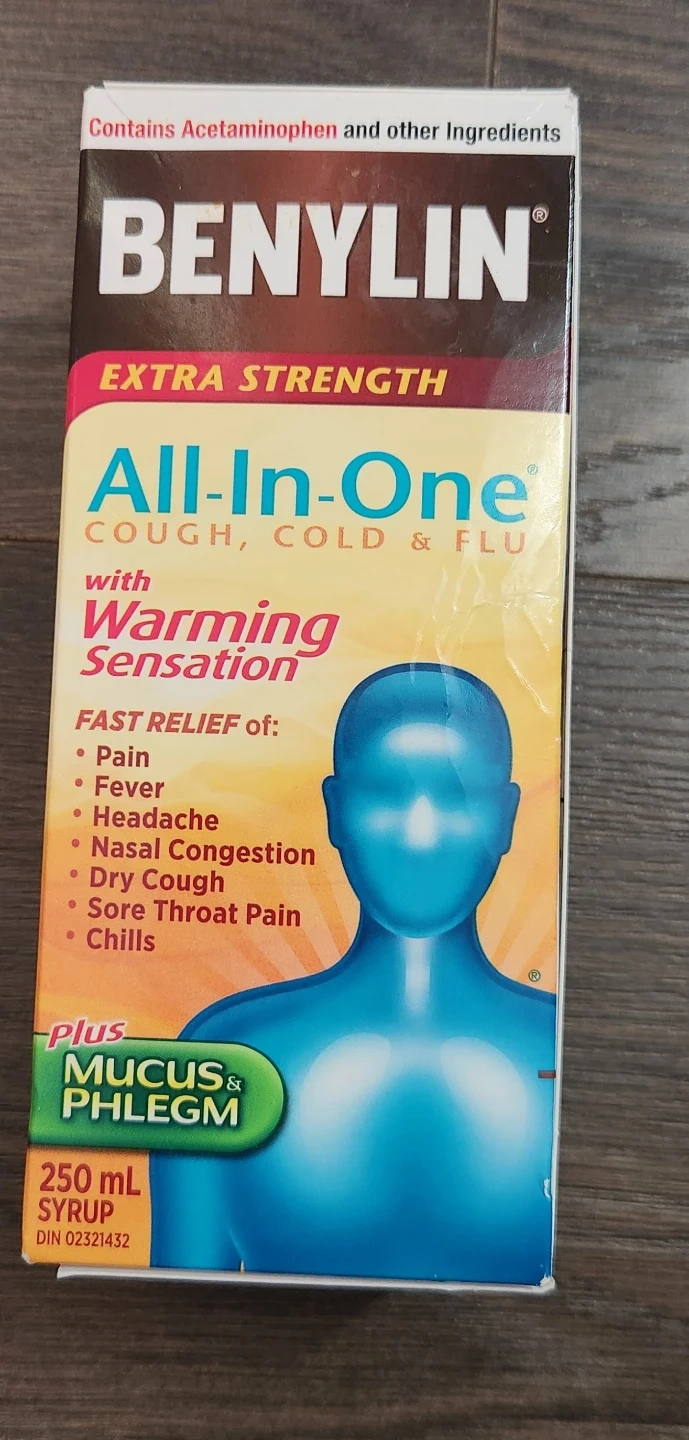 Contains Acetaminophen and other Ingredients
BENYLIN®
EXTRA STRENGTH
All-In-One®
COUGH, COLD & FLU
with
Warming
Sensation
FAST RELIEF of:
• Pain
• Fever
• Headache
• Nasal Congestion
• Dry Cough
• Sore Throat Pain
• Chills
®
Plus
MUCUS &
PHLEGM
250 mL
SYRUP
DIN 02321432